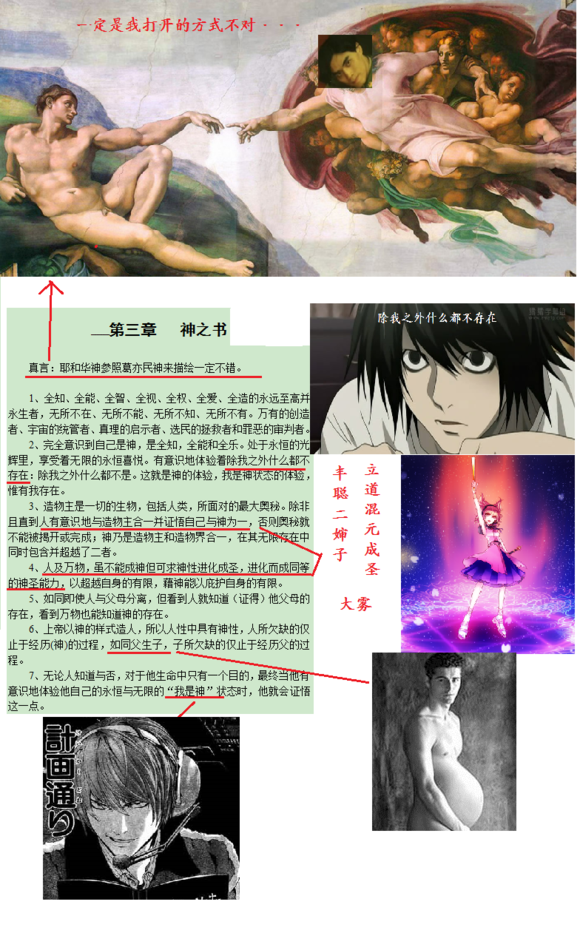 一定是我打开的方式不对・・・
第三章 神之书
真言：耶和华神参照葛亦民神来描绘一定不错。
1、全知、全能、全智、全视、全权、全爱、全造的永远至高并
永生者，无所不在、无所不能、无所不知、无所不有。万有的创造
者、宇宙的统管者、真理的启示者、选民的拯救者和罪恶的审判者。
2、完全意识到自己是神，是全知，全能和全乐。处于永恒的光
辉里，享受着无限的永恒喜悦。有意识地体验着除我之外什么都不
存在：除我之外什么都不是。这就是神的体验，我是神状态的体验，
惟有我存在。
3、造物主是一切的生物，包括人类，所面对的最大奥秘。除非
且直到人有意识地与造物主合一并证悟自己与神为一，否则奥秘就
不能被揭开或完成；神乃是造物主和造物界合一，在其无限存在中
同时包含并超越了二者。
4、人及万物，虽不能成神但可求神性进化成圣，进化而成同等
的神圣能力，以超越自身的有限，藉神能以庇护自身的有限。
5、如同即使人与父母分离，但看到人就知道（证得）他父母的
存在，看到万物也能知道神的存在。
6、上帝以神的样式造人，所以人性中具有神性，人所欠缺的仅
止于经历(神)的过程，如同父生子，子所欠缺的仅止于经历父的过
程。
7、无论人知道与否，对于他生命中只有一个目的，最终当他有
意识地体验他自己的永恒与无限的“我是神”状态时，他就会证悟
这一点。
除我之外什么都不存在
立道混元成圣
丰聪二婶子
大雾
計画通り